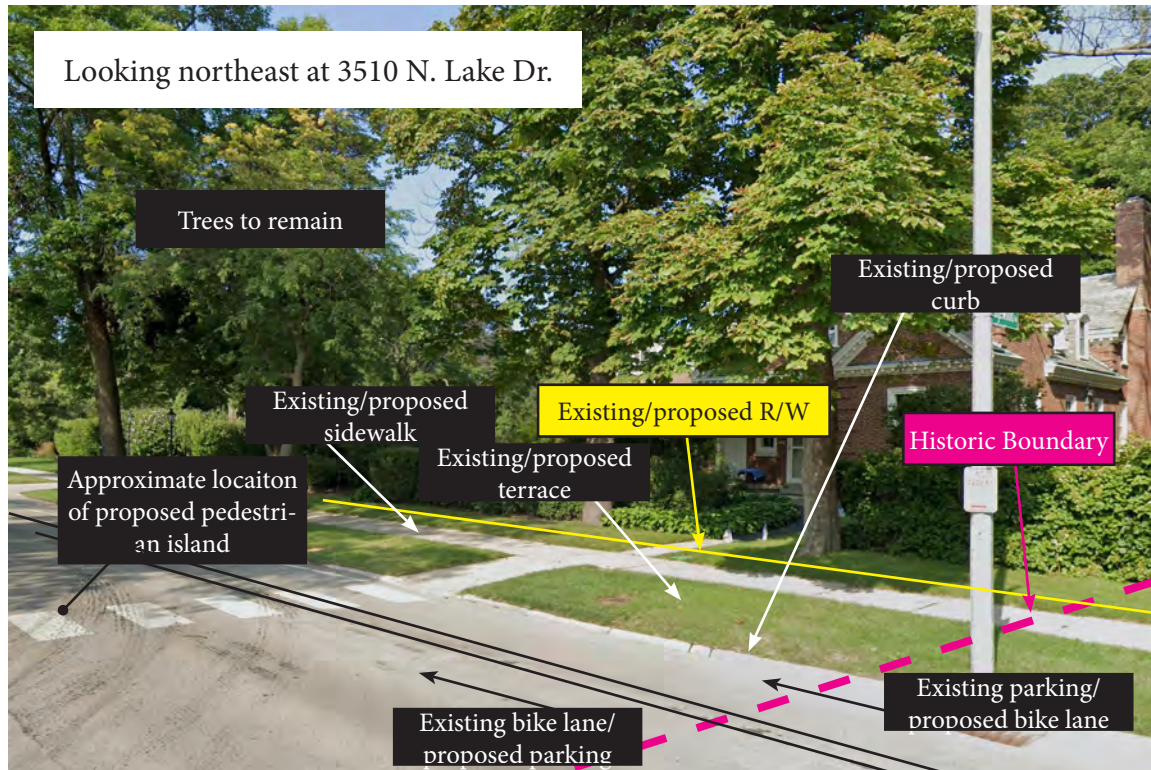 Looking northeast at 3510 N. Lake Dr.
Trees to remain
Existing/proposed
curb
Existing/proposed
sidewalk
Existing/proposed R/W
Historic Boundary
Existing/proposed
terrace
Approximate locaiton
of proposed pedestri-
an island
Existing parking/
proposed bike lane
Existing bike lane/
proposed parking